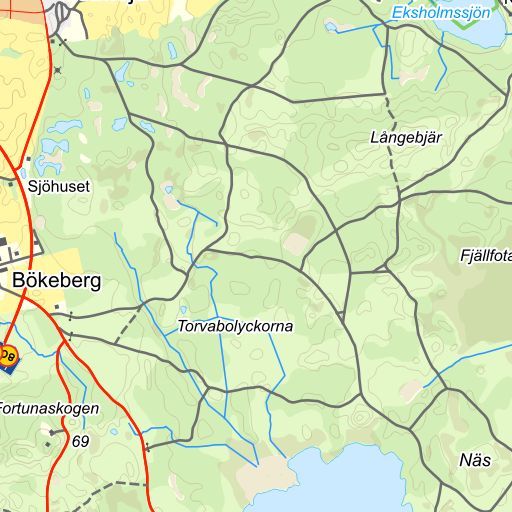 Eksholmssjön
Långebjär
Sjöhuset
Fjällfota
Bökeberg
Torvabolyckorna
Fortunaskogen
69
Näs